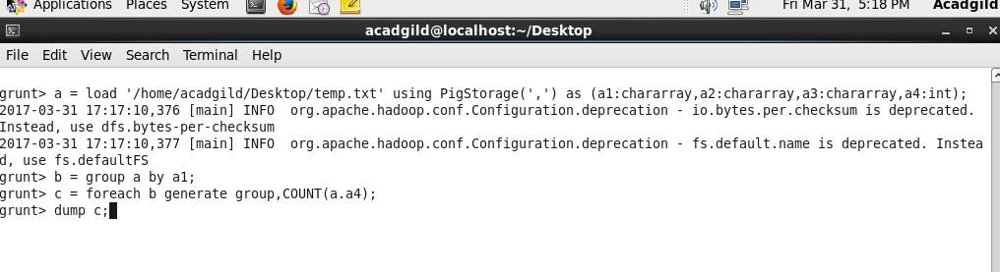 Applications Places System Fri Mar 31, 5:18 PM Acadgild
acadgild@localhost:~/Desktop
File Edit View Search Terminal Help
grunt> a = load '/home/acadgild/Desktop/temp.txt' using PigStorage(',') as (a1:chararray,a2:chararray,a3:chararray,a4:int);
2017-03-31 17:17:10,376 [main] INFO  org.apache.hadoop.conf.Configuration.deprecation - io.bytes.per.checksum is deprecated.
Instead, use dfs.bytes-per-checksum
2017-03-31 17:17:10,377 [main] INFO  org.apache.hadoop.conf.Configuration.deprecation - fs.default.name is deprecated. Instea
d, use fs.defaultFS
grunt> b = group a by a1;
grunt> c = foreach b generate group,COUNT(a.a4);
grunt> dump c;